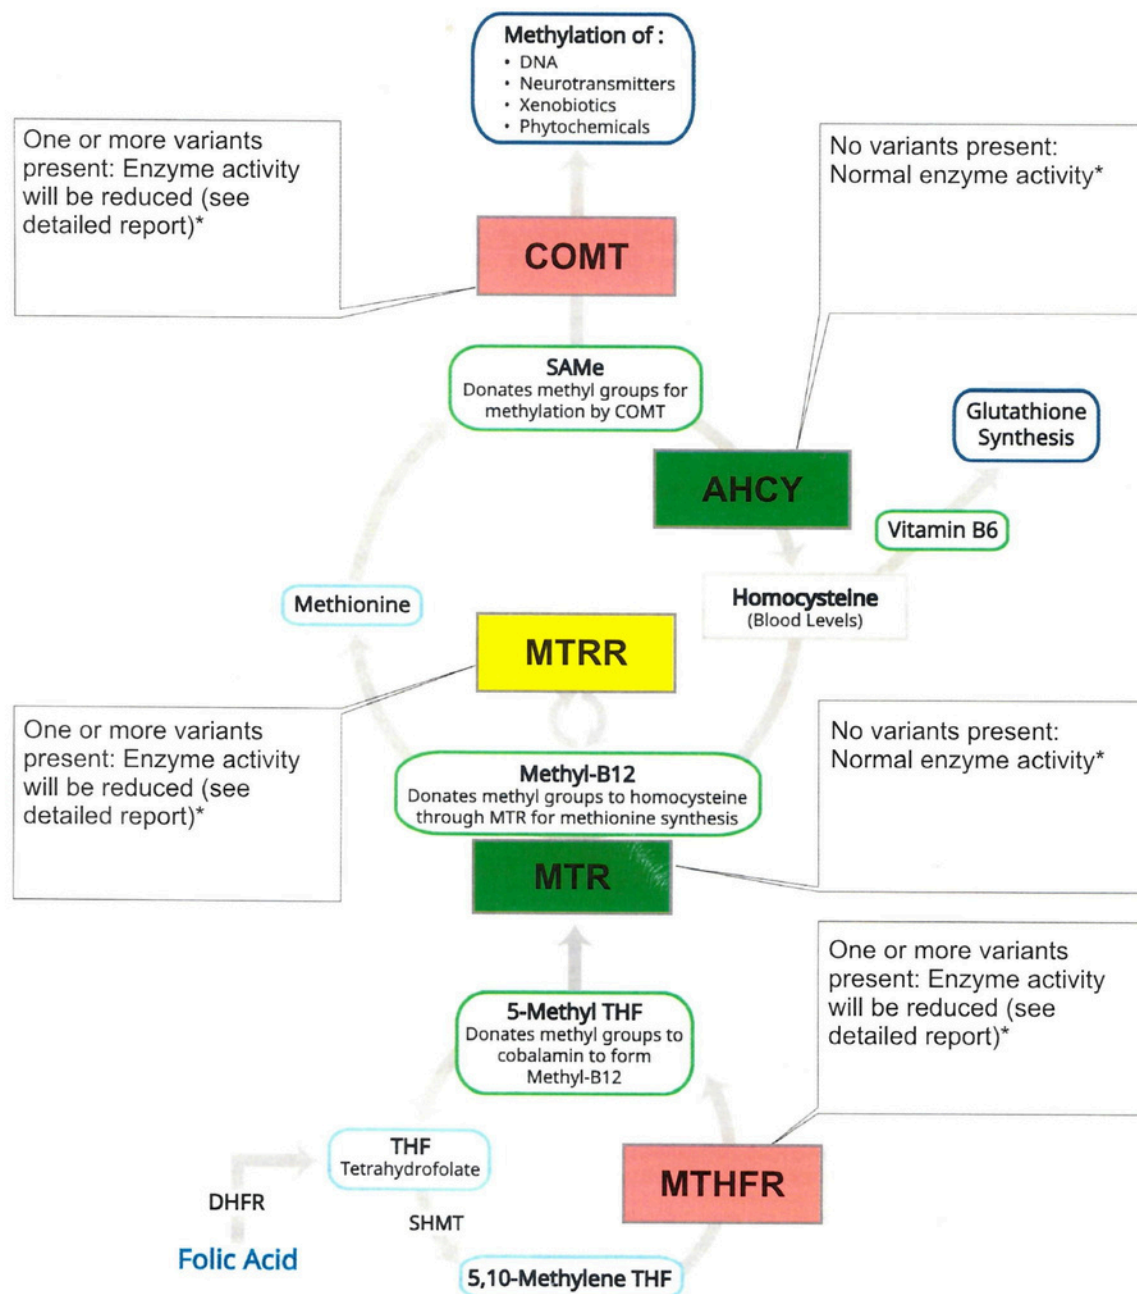 Methylation of :
• DNA
• Neurotransmitters
• Xenobiotics
• Phytochemicals
One or more variants
present: Enzyme activity
will be reduced (see
detailed report)*
No variants present:
Normal enzyme activity*
COMT
SAMe
Donates methyl groups for
methylation by COMT
Glutathione
Synthesis
AHCY
Vitamin B6
Methionine
Homocysteine
(Blood Levels)
MTRR
One or more variants
present: Enzyme activity
will be reduced (see
detailed report)*
No variants present:
Normal enzyme activity*
Methyl-B12
Donates methyl groups to homocysteine
through MTR for methionine synthesis
MTR
One or more variants
present: Enzyme activity
will be reduced (see
detailed report)*
5-Methyl THF
Donates methyl groups to
cobalamin to form
Methyl-B12
THF
Tetrahydrofolate
MTHFR
DHFR
SHMT
Folic Acid
5,10-Methylene THF